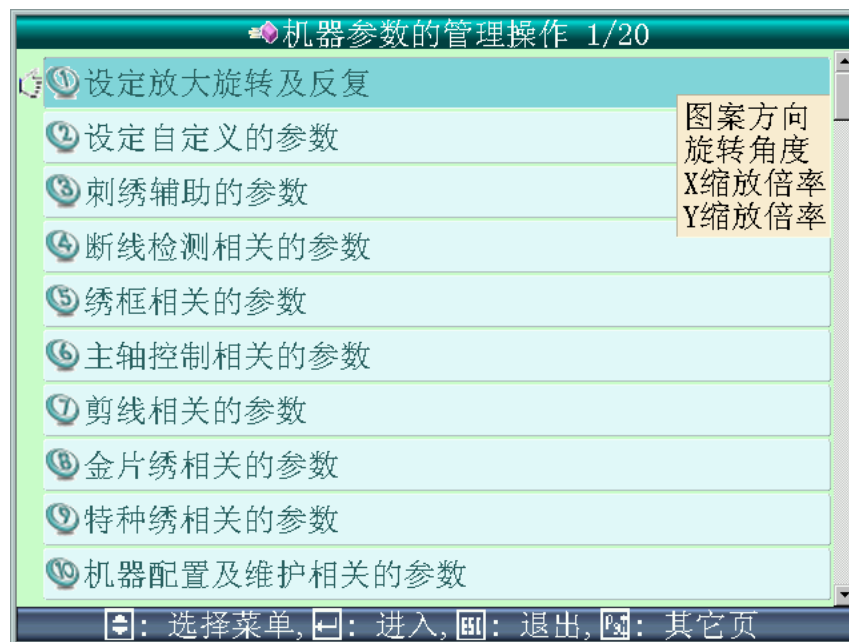 机器参数的管理操作 1/20
① 设定放大旋转及反复
② 设定自定义的参数
③ 刺绣辅助的参数
④ 断线检测相关的参数
⑤ 绣框相关的参数
⑥ 主轴控制相关的参数
⑦ 剪线相关的参数
⑧ 金片绣相关的参数
⑨ 特种绣相关的参数
⑩ 机器配置及维护相关的参数
图案方向
旋转角度
X缩放倍率
Y缩放倍率
: 选择菜单, : 进入, : 退出, : 其它页